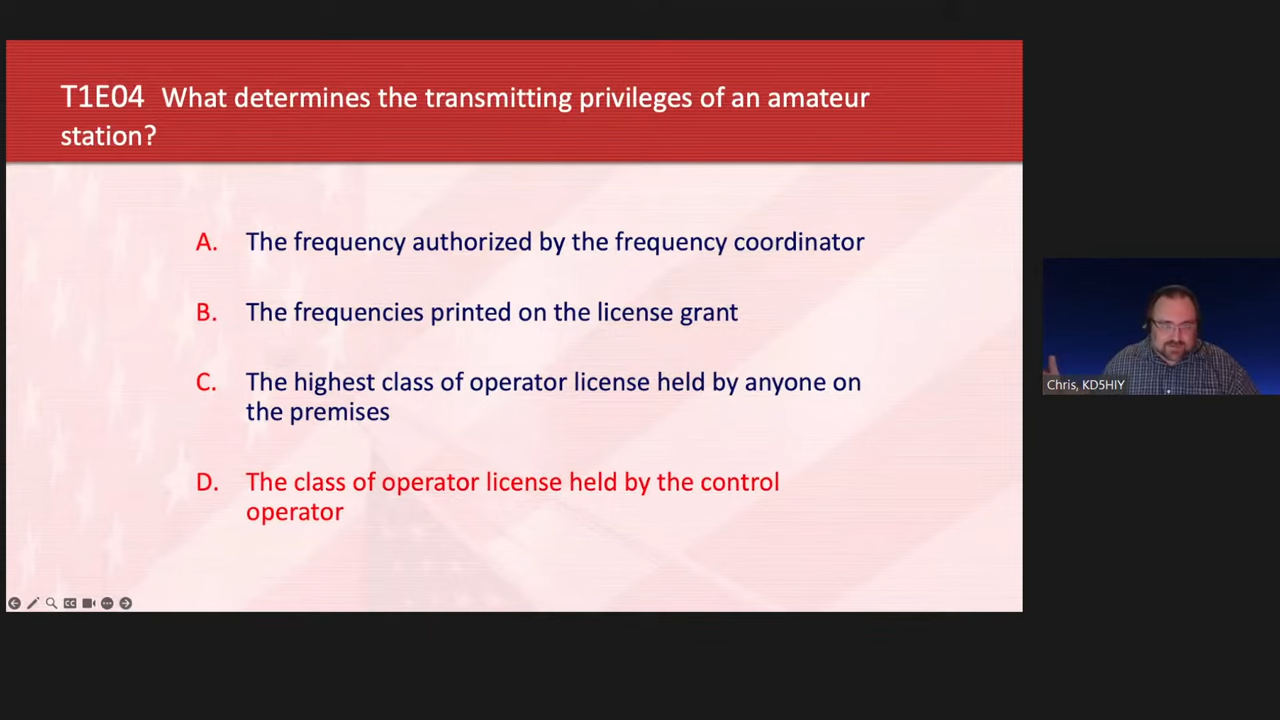 T1E04 What determines the transmitting privileges of an amateur
station?
A. The frequency authorized by the frequency coordinator
B. The frequencies printed on the license grant
C. The highest class of operator license held by anyone on
the premises
D. The class of operator license held by the control
operator
Chris, KD5HIY
CC